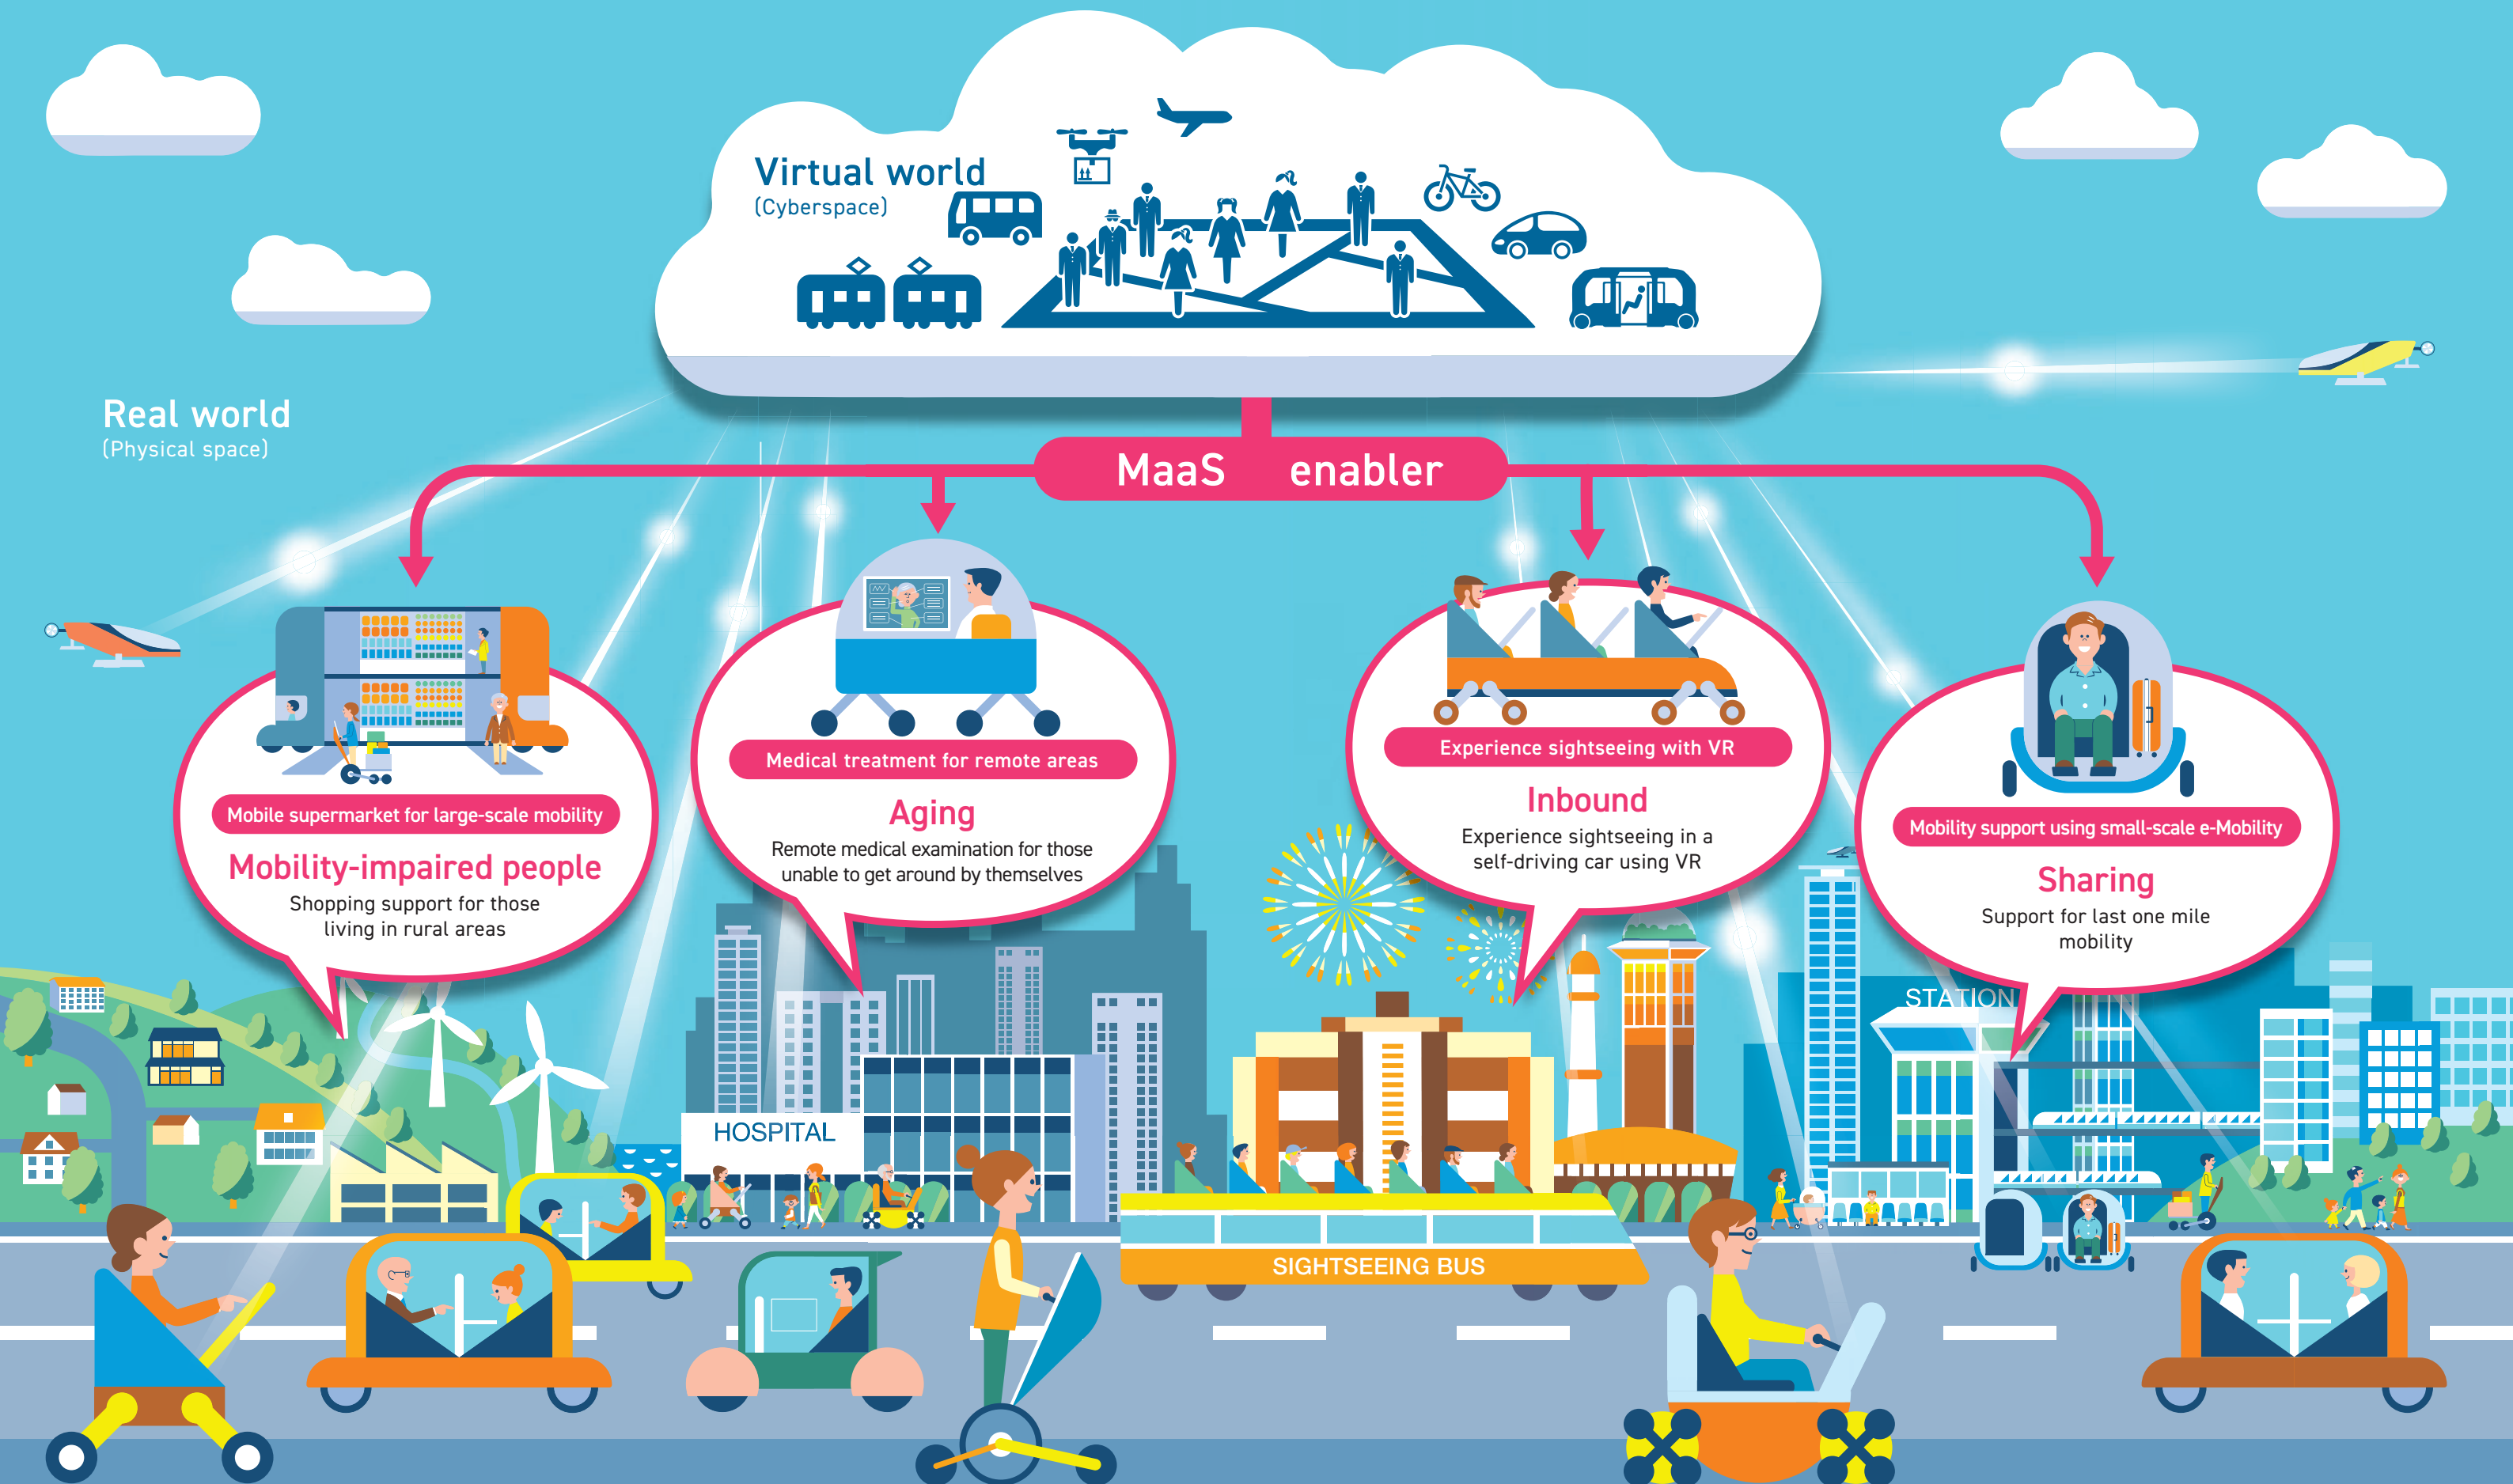 Virtual world
(Cyberspace)
Real world
(Physical space)
MaaS enabler
Mobile supermarket for large-scale mobility
Mobility-impaired people
Shopping support for those
living in rural areas
Medical treatment for remote areas
Aging
Remote medical examination for those
unable to get around by themselves
Experience sightseeing with VR
Inbound
Experience sightseeing in a
self-driving car using VR
Mobility support using small-scale e-Mobility
Sharing
Support for last one mile
mobility
STATION
HOSPITAL
SIGHTSEEING BUS